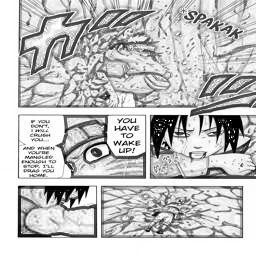 SPAKAK
YOU
HAVE
TO
WAKE
UP!
IF YOU
DON'T,
I WILL
CRUSH
YOU...
AND WHEN
YOU'RE
MANGLED
ENOUGH TO
STOP, I'LL
DRAG YOU
HOME.